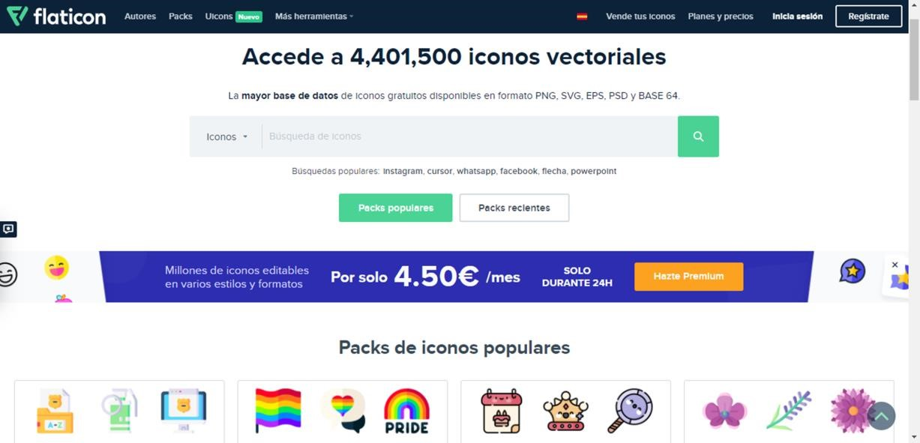 flaticon
Autores Packs Uicons Nuevo Más herramientas
Vende tus iconos Planes y precios Inicia sesión Regístrate
Accede a 4,401,500 iconos vectoriales
La mayor base de datos de iconos gratuitos disponibles en formato PNG, SVG, EPS, PSD y BASE 64.
Iconos Búsqueda de iconos
Búsquedas populares: instagram, cursor, whatsapp, facebook, flecha, powerpoint
Packs populares Packs recientes
Millones de iconos editables
en varios estilos y formatos
Por solo 4.50€ /mes
SOLO
DURANTE 24H
Hazte Premium
Packs de iconos populares
A-Z
PRIDE